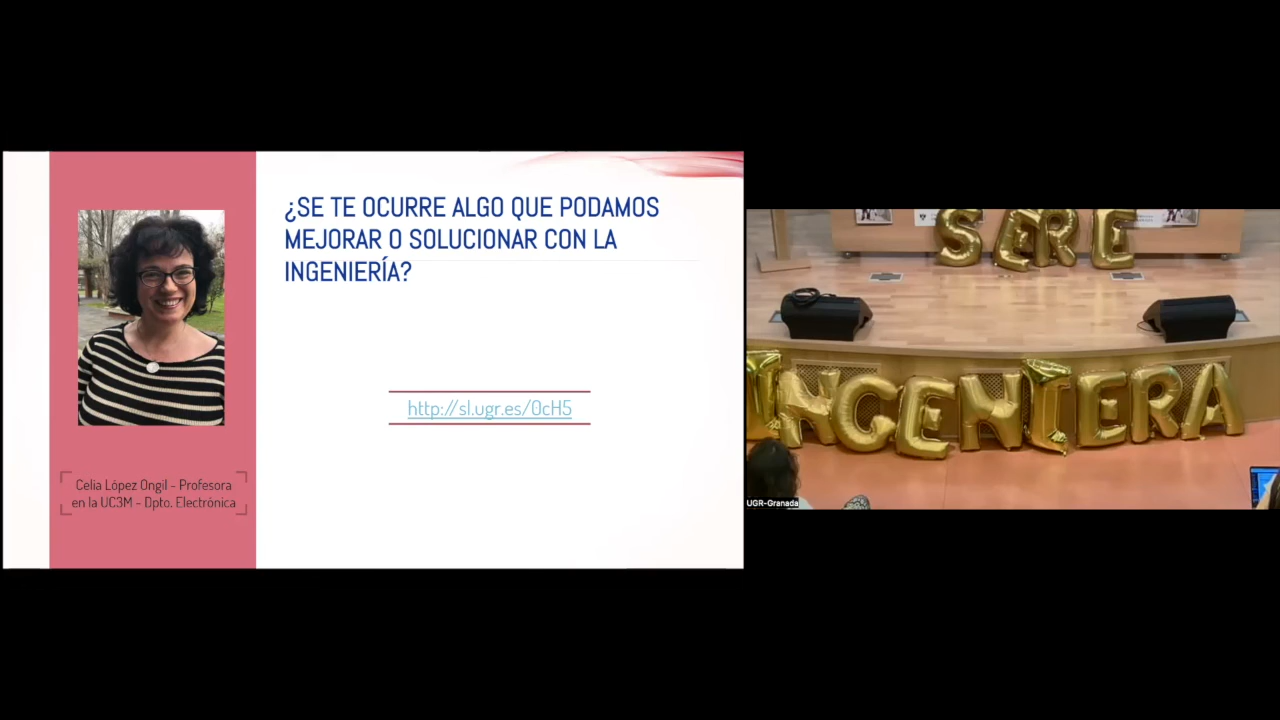 ¿SE TE OCURRE ALGO QUE PODAMOS
MEJORAR O SOLUCIONAR CON LA
INGENIERÍA?
http://sl.ugr.es/0cH5
Celia López Ongil - Profesora
en la UC3M - Dpto. Electrónica
SERÉ
INGENIERA
UGR-Granada